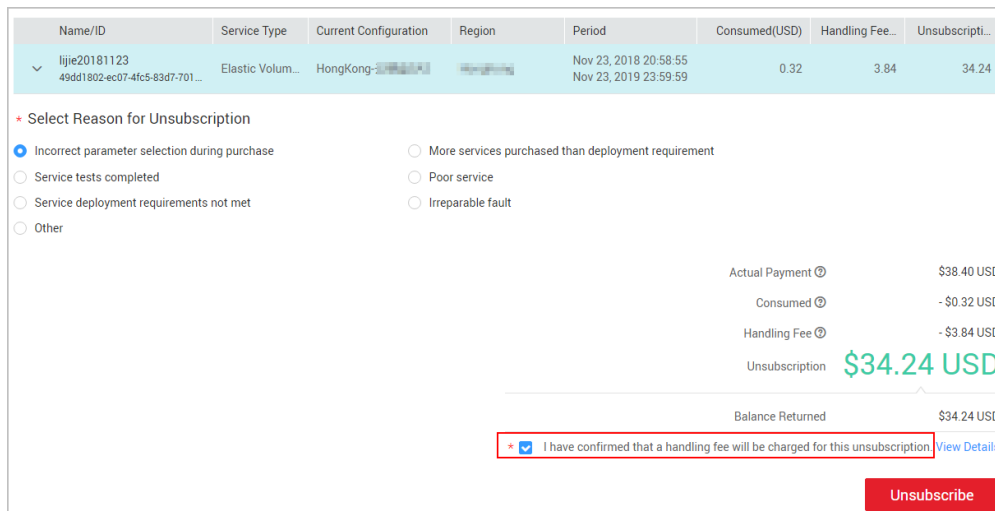 Name/ID Service Type Current Configuration Region Period Consumed(USD) Handling Fee... Unsubscripti...
lijie20181123 Nov 23, 2018 20:58:55
Elastic Volum... HongKong- 0.32 3.84 34.24
49dd1802-ec07-4fc5-83d7-701... Nov 23, 2019 23:59:59
* Select Reason for Unsubscription
Incorrect parameter selection during purchase More services purchased than deployment requirement
Service tests completed Poor service
Service deployment requirements not met Irreparable fault
Other
Actual Payment $38.40 USD
Consumed - $0.32 USD
Handling Fee - $3.84 USD
Unsubscription $34.24 USD
Balance Returned $34.24 USD
* I have confirmed that a handling fee will be charged for this unsubscription. View Details
Unsubscribe